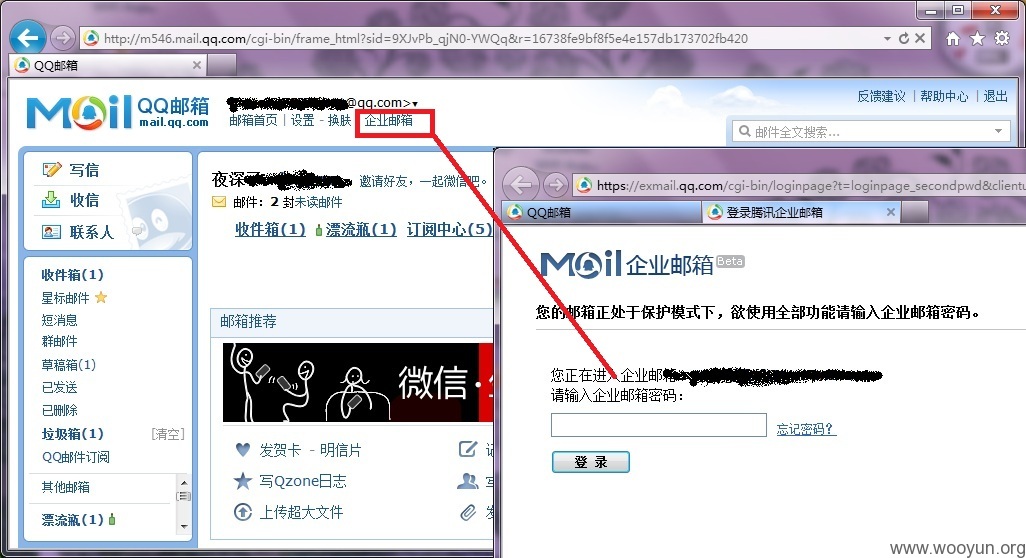 http://m546.mail.qq.com/cgi-bin/frame_html?sid=9XJvPb_qjN0-YWQq&r=16738fe9bf8f5e4e157db173702fb420
QQ邮箱
Mail QQ邮箱
mail.qq.com
@qq.com>
邮箱首页 | 设置 - 换肤 企业邮箱
反馈建议 | 帮助中心 | 退出
邮件全文搜索...
写信
收信
联系人
夜深 邀请好友,一起微信吧。
邮件: 2 封未读邮件
收件箱(1) 漂流瓶(1) 订阅中心(5)
收件箱(1)
星标邮件
短消息
群邮件
草稿箱(1)
已发送
已删除
垃圾箱(1) [清空]
QQ邮件订阅
其他邮箱
漂流瓶(1)
邮箱推荐
微信·
发贺卡 - 明信片
写Qzone日志
上传超大文件
https://exmail.qq.com/cgi-bin/loginpage?t=loginpage_secondpwd&clientu
QQ邮箱
登录腾讯企业邮箱
Mail 企业邮箱 Beta
您的邮箱正处于保护模式下,欲使用全部功能请输入企业邮箱密码。
您正在进入企业邮箱
请输入企业邮箱密码:
忘记密码?
登 录
www.wooyun.org